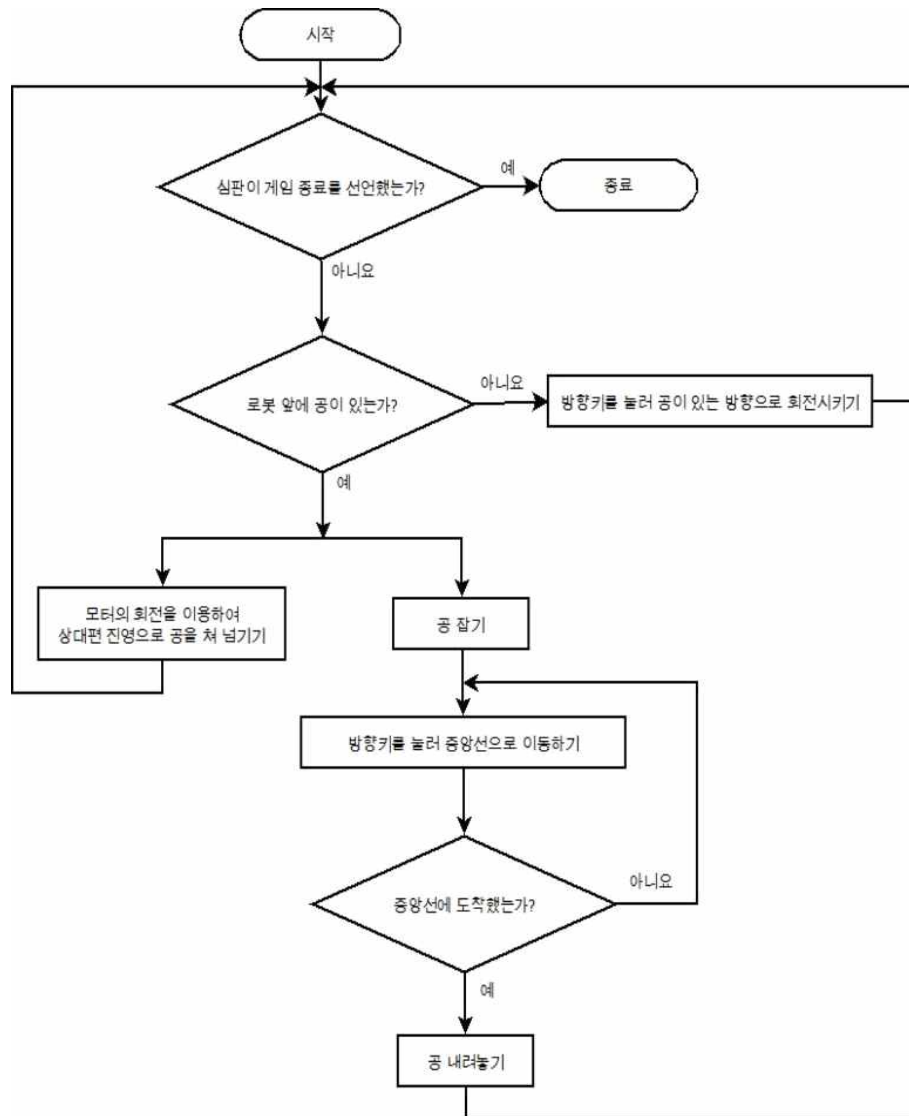 시작
심판이 게임 종료를 선언했는가?
예
종료
아니요
로봇 앞에 공이 있는가?
아니요
방향키를 눌러 공이 있는 방향으로 회전시키기
예
모터의 회전을 이용하여
상대편 진영으로 공을 쳐 넘기기
공 잡기
방향키를 눌러 중앙선으로 이동하기
중앙선에 도착했는가?
아니요
예
공 내려놓기